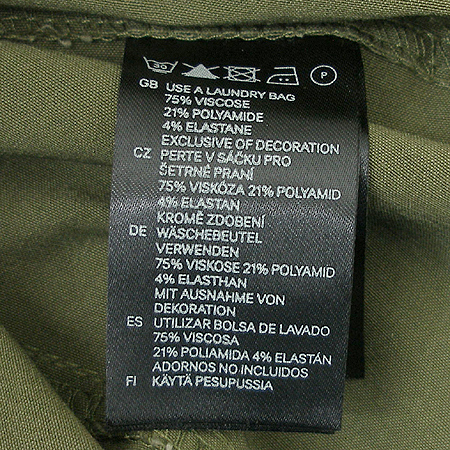 30 P
GB USE A LAUNDRY BAG
75% VISCOSE
21% POLYAMIDE
4% ELASTANE
EXCLUSIVE OF DECORATION
CZ PERTE V SÁČKU PRO
ŠETRNÉ PRANÍ
75% VISKÓZA 21% POLYAMID
4% ELASTAN
KROMĚ ZDOBENÍ
DE WÄSCHEBEUTEL
VERWENDEN
75% VISKOSE 21% POLYAMID
4% ELASTHAN
MIT AUSNAHME VON
DEKORATION
ES UTILIZAR BOLSA DE LAVADO
75% VISCOSA
21% POLIAMIDA 4% ELASTÁN
ADORNOS NO INCLUIDOS
FI KÄYTÄ PESUPUSSIA